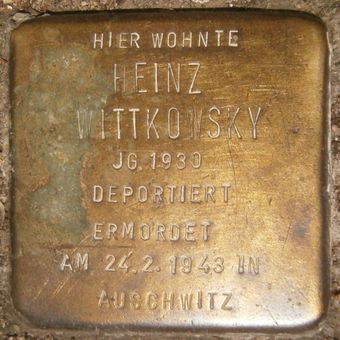 HIER WOHNTE
HEINZ
WITTKOWSKY
JG. 1930
DEPORTIERT
ERMORDET
AM 24.2.1943 IN
AUSCHWITZ